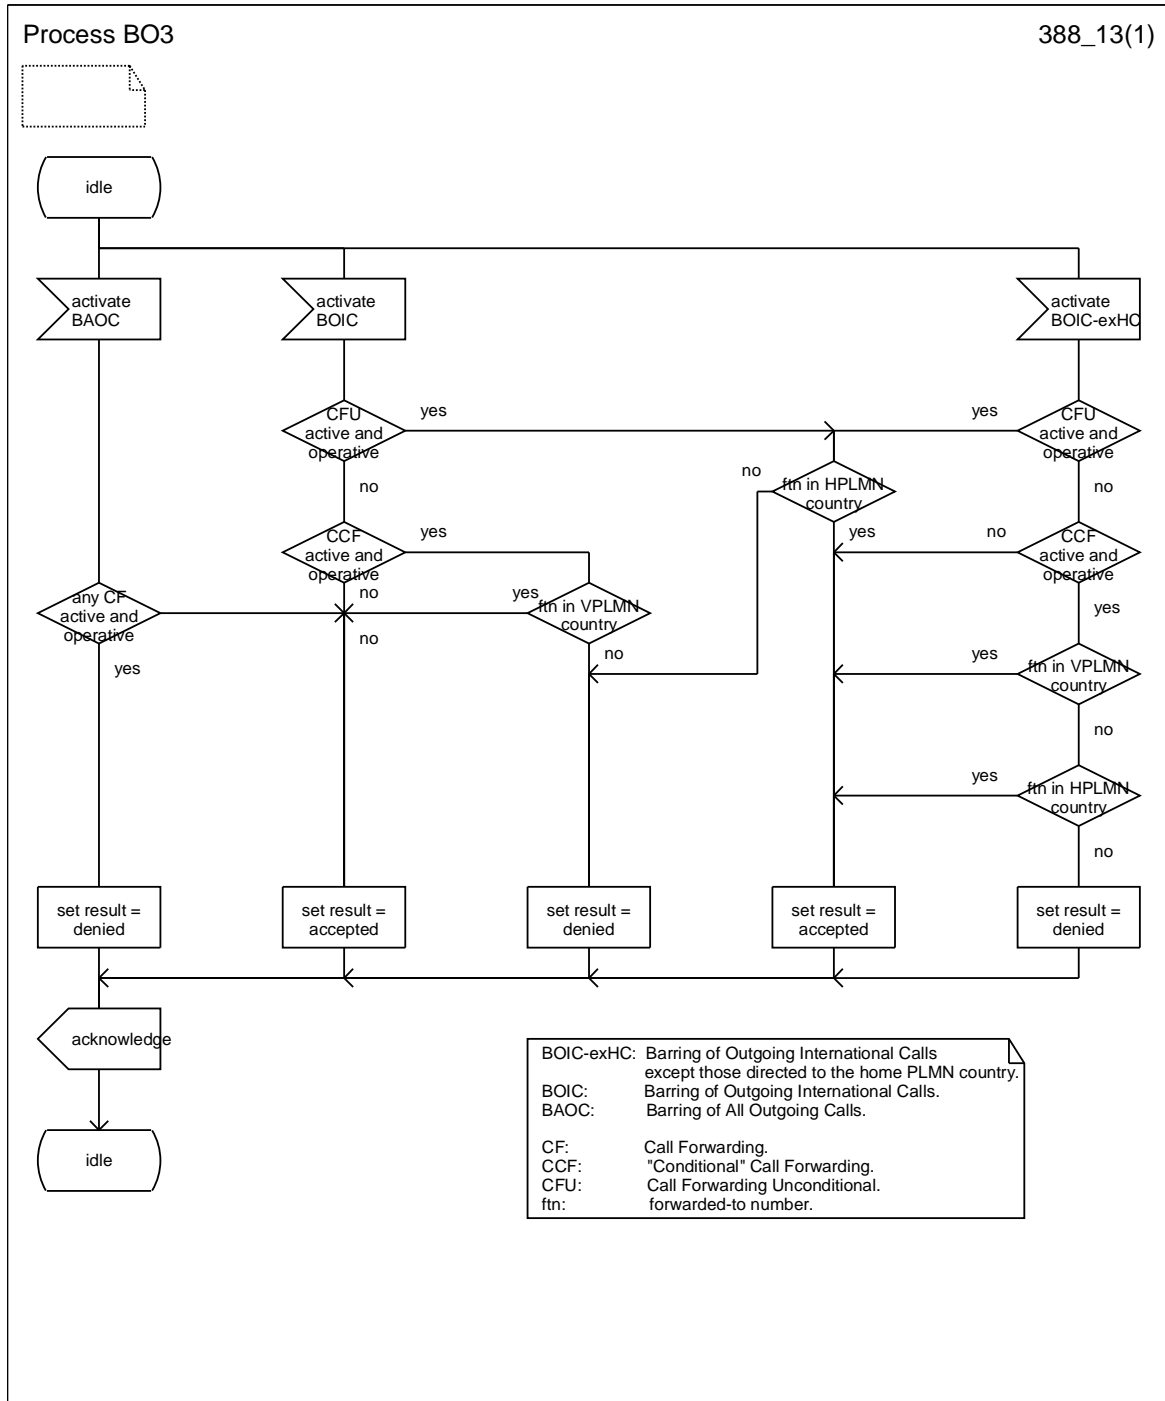 Process BO3
388_13(1)
idle
activate
BAOC
activate
BOIC
activate
BOIC-exHC
CFU
active and
operative
yes
yes
CFU
active and
operative
no
no
ftn in HPLMN
country
no
CCF
active and
operative
yes
yes
no
CCF
active and
operative
any CF
active and
operative
no
no
yes
ftn in VPLMN
country
yes
yes
no
yes
ftn in VPLMN
country
no
yes
ftn in HPLMN
country
no
set result =
denied
set result =
accepted
set result =
denied
set result =
accepted
set result =
denied
acknowledge
idle
BOIC-exHC: Barring of Outgoing International Calls
except those directed to the home PLMN country.
BOIC: Barring of Outgoing International Calls.
BAOC: Barring of All Outgoing Calls.
CF: Call Forwarding.
CCF: "Conditional" Call Forwarding.
CFU: Call Forwarding Unconditional.
ftn: forwarded-to number.